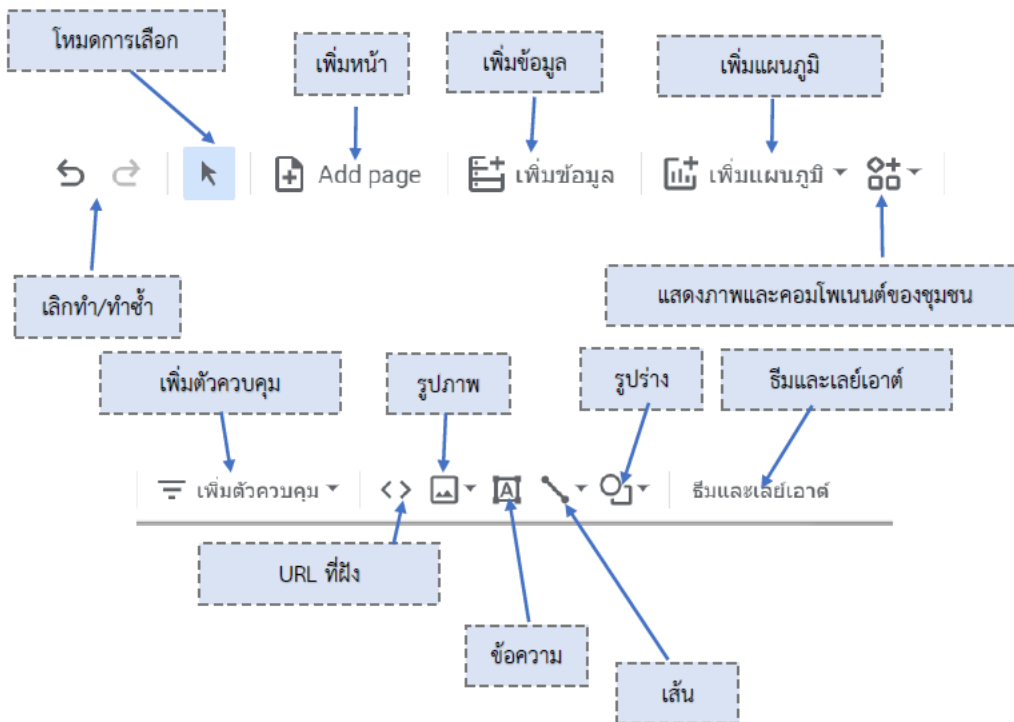 โหมดการเลือก
เพิ่มหน้า
เพิ่มข้อมูล
เพิ่มแผนภูมิ
Add page
เพิ่มข้อมูล
เพิ่มแผนภูมิ
เลิกทำ/ทำซ้ำ
แสดงภาพและคอมโพเนนต์ของชุมชน
เพิ่มตัวควบคุม
รูปภาพ
รูปร่าง
ธีมและเลย์เอาต์
เพิ่มตัวควบคุม
A
ธีมและเลย์เอาต์
URL ที่ฝัง
ข้อความ
เส้น